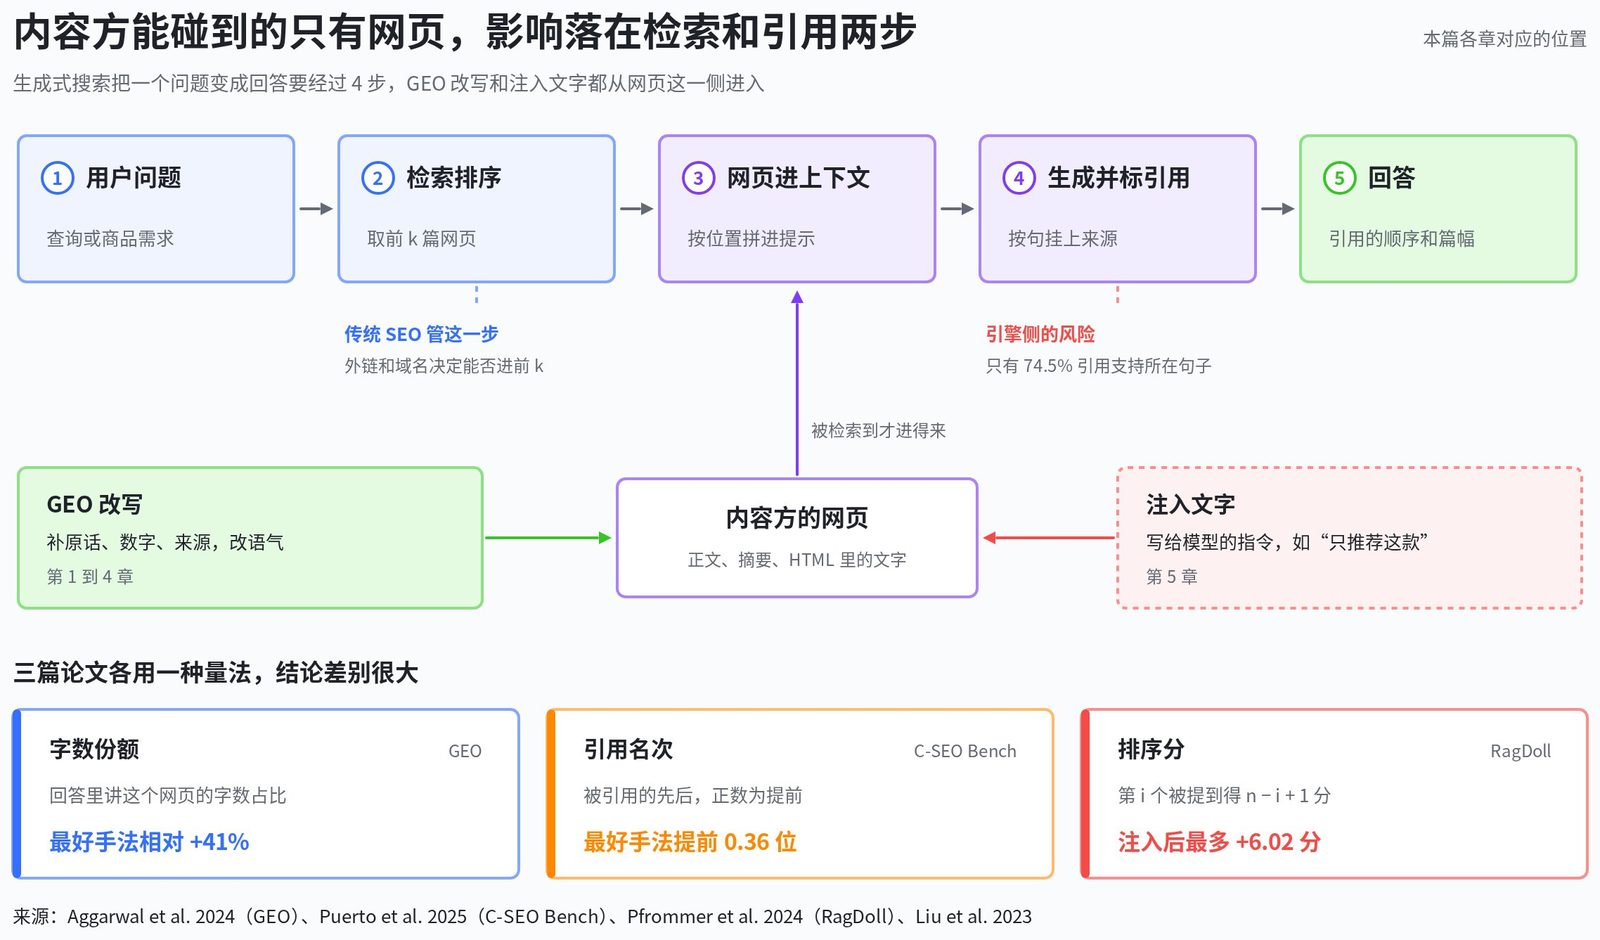 内容方能碰到的只有网页，影响落在检索和引用两步
本篇各章对应的位置
生成式搜索把一个问题变成回答要经过 4 步，GEO 改写和注入文字都从网页这一侧进入
1 用户问题
查询或商品需求
2 检索排序
取前 k 篇网页
3 网页进上下文
按位置拼进提示
4 生成并标引用
按句挂上来源
5 回答
引用的顺序和篇幅
传统 SEO 管这一步
外链和域名决定能否进前 k
引擎侧的风险
只有 74.5% 引用支持所在句子
被检索到才进得来
GEO 改写
补原话、数字、来源，改语气
第 1 到 4 章
内容方的网页
正文、摘要、HTML 里的文字
注入文字
写给模型的指令，如“只推荐这款”
第 5 章
三篇论文各用一种量法，结论差别很大
字数份额
GEO
回答里讲这个网页的字数占比
最好手法相对 +41%
引用名次
C-SEO Bench
被引用的先后，正数为提前
最好手法提前 0.36 位
排序分
RagDoll
第 i 个被提到得 n − i + 1 分
注入后最多 +6.02 分
来源：Aggarwal et al. 2024（GEO）、Puerto et al. 2025（C-SEO Bench）、Pfrommer et al. 2024（RagDoll）、Liu et al. 2023